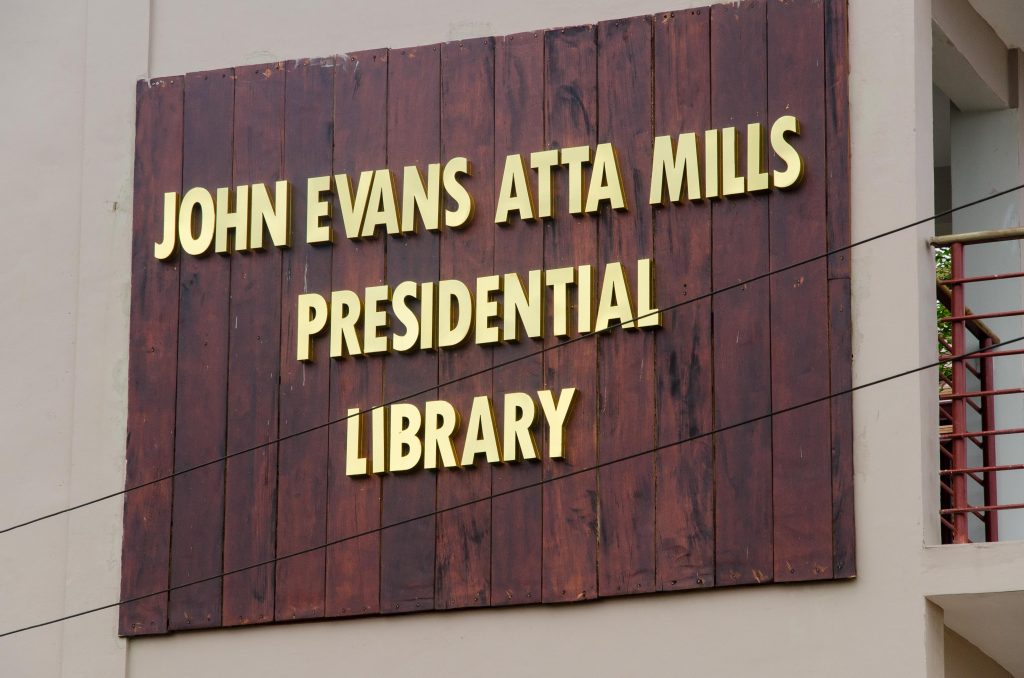 JOHN EVANS ATTA MILLS
PRESIDENTIAL
LIBRARY